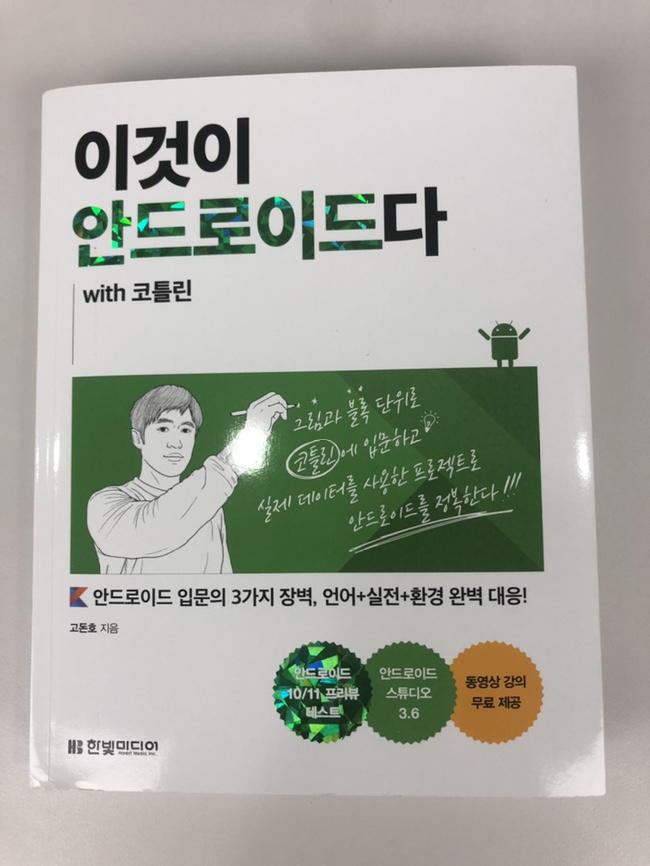 이것이
안드로이드다
with 코틀린
그림과 블록 단위로
코틀린에 입문하고
실제 데이터를 사용한 프로젝트로
안드로이드를 정복한다!!!
안드로이드 입문의 3가지 장벽, 언어+실전+환경 완벽 대응!
고돈호 지음
안드로이드
10/11 프리뷰
테스트
안드로이드
스튜디오
3.6
동영상 강의
무료 제공
HB 한빛미디어
Hanbit Media, Inc.